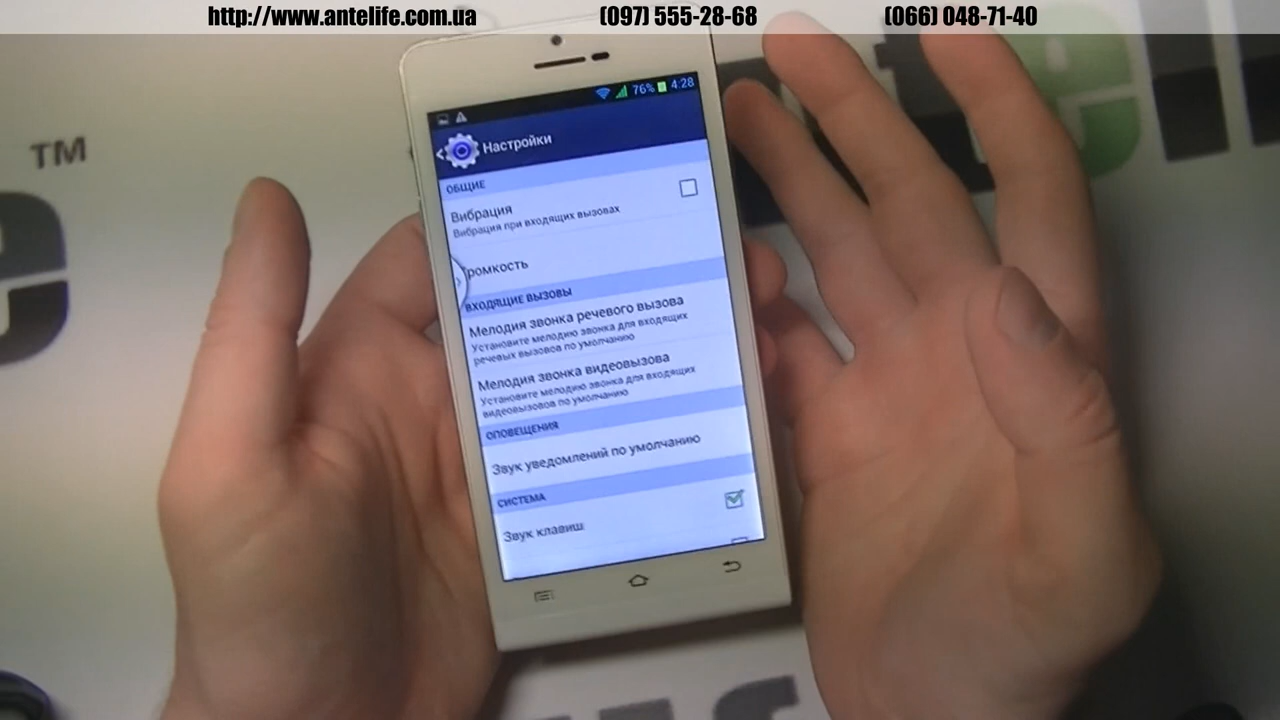 http://www.antelife.com.ua (097) 555-28-68 (066) 048-71-40
TM
76% 4:28
Настройки
ОБЩИЕ
Вибрация
Вибрация при входящих вызовах
ромкость
ВХОДЯЩИЕ ВЫЗОВЫ
Мелодия звонка речевого вызова
Установите мелодию звонка для входящих
речевых вызовов по умолчанию
Мелодия звонка видеовызова
Установите мелодию звонка для входящих
видеовызовов по умолчанию
ОПОВЕЩЕНИЯ
Звук уведомлений по умолчанию
СИСТЕМА
Звук клавиш